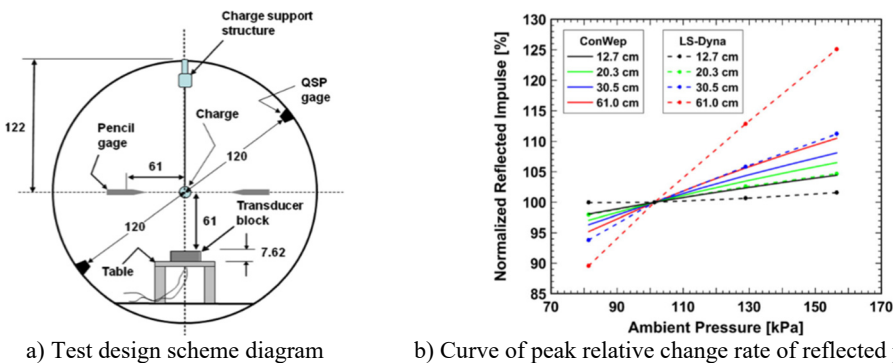 Charge support
structure
QSP
gage
Charge
Pencil
gage
122
61
120
120
61
Transducer
block
7.62
Table
a) Test design scheme diagram
Normalized Reflected Impulse [%]
130
125
120
115
110
105
100
95
90
85
ConWep
12.7 cm
20.3 cm
30.5 cm
61.0 cm
LS-Dyna
12.7 cm
20.3 cm
30.5 cm
61.0 cm
70 90 110 130 150 170
Ambient Pressure [kPa]
b) Curve of peak relative change rate of reflected